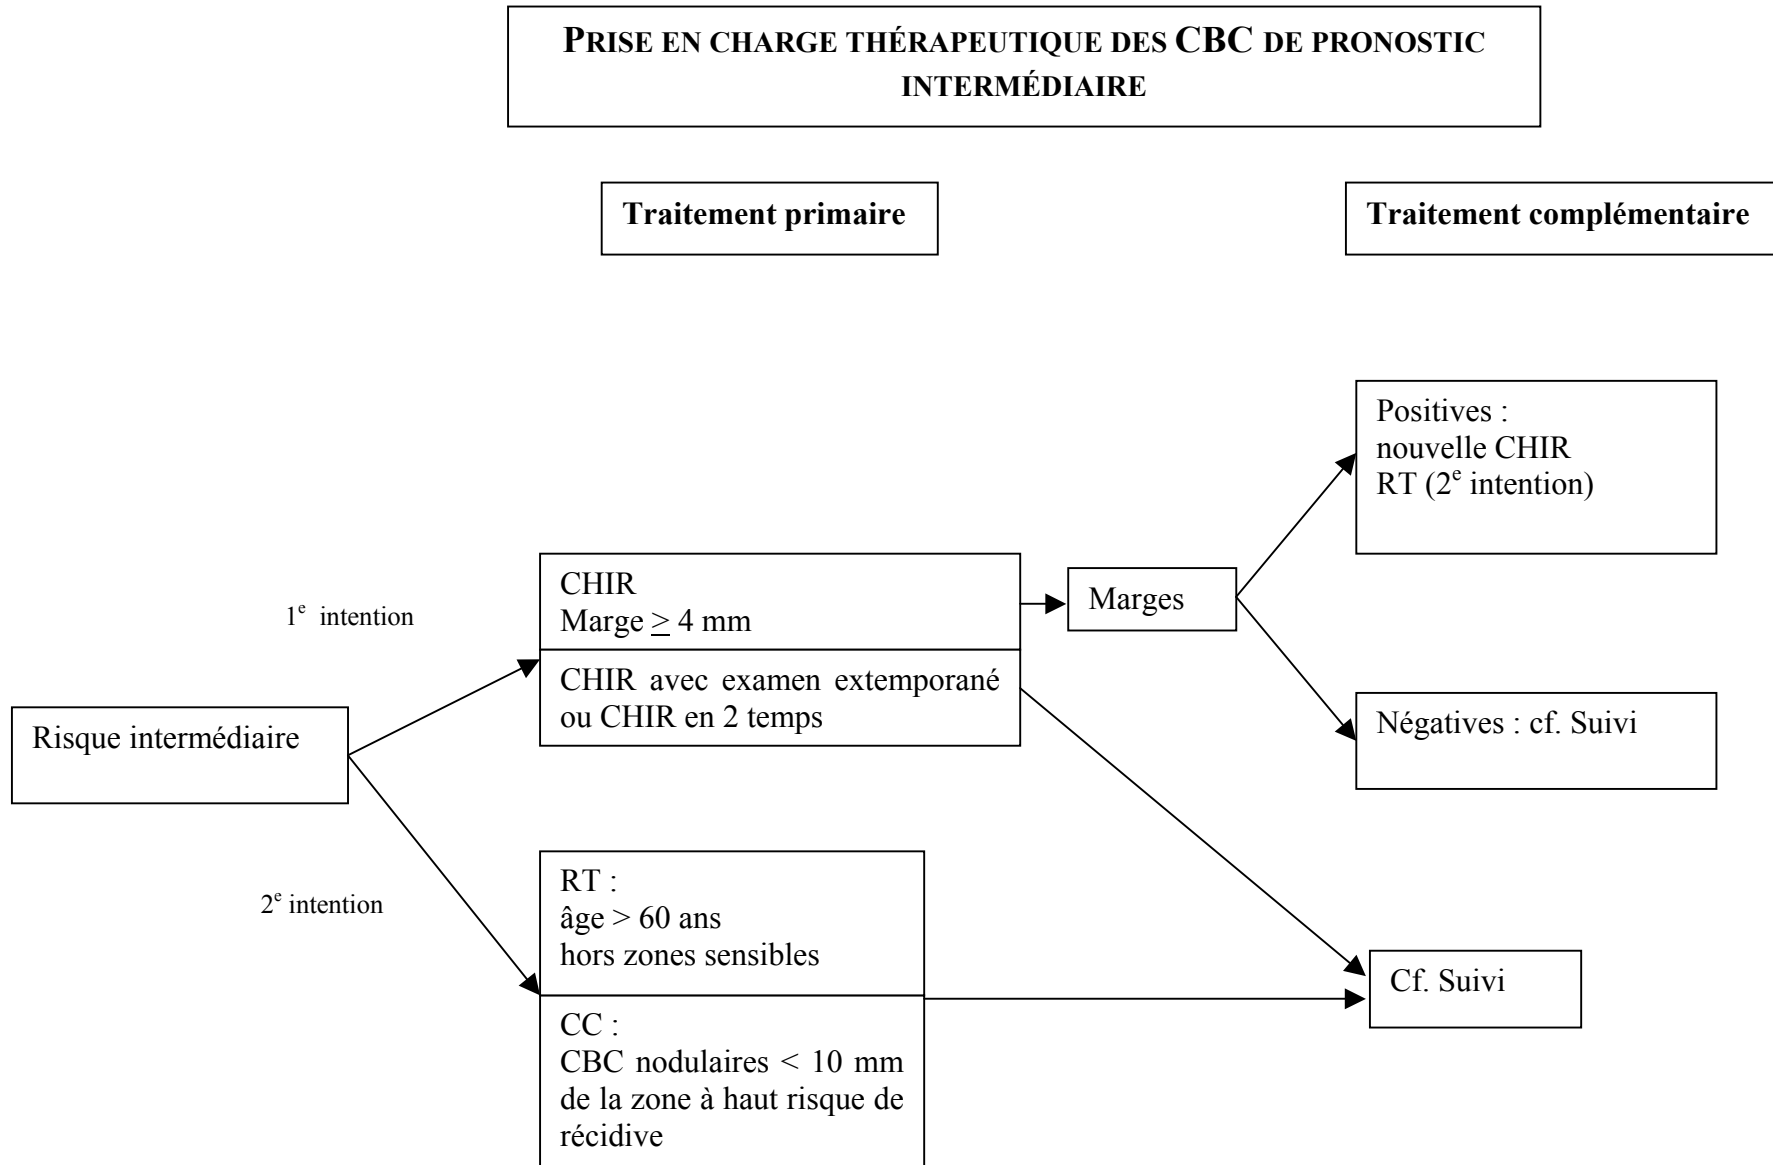 PRISE EN CHARGE THÉRAPEUTIQUE DES CBC DE PRONOSTIC
INTERMÉDIAIRE
Traitement primaire
Traitement complémentaire
Risque intermédiaire
1e intention
2e intention
CHIR
Marge ≥ 4 mm
CHIR avec examen extemporané
ou CHIR en 2 temps
RT :
âge > 60 ans
hors zones sensibles
CC :
CBC nodulaires < 10 mm
de la zone à haut risque de
récidive
Marges
Positives :
nouvelle CHIR
RT (2e intention)
Négatives : cf. Suivi
Cf. Suivi